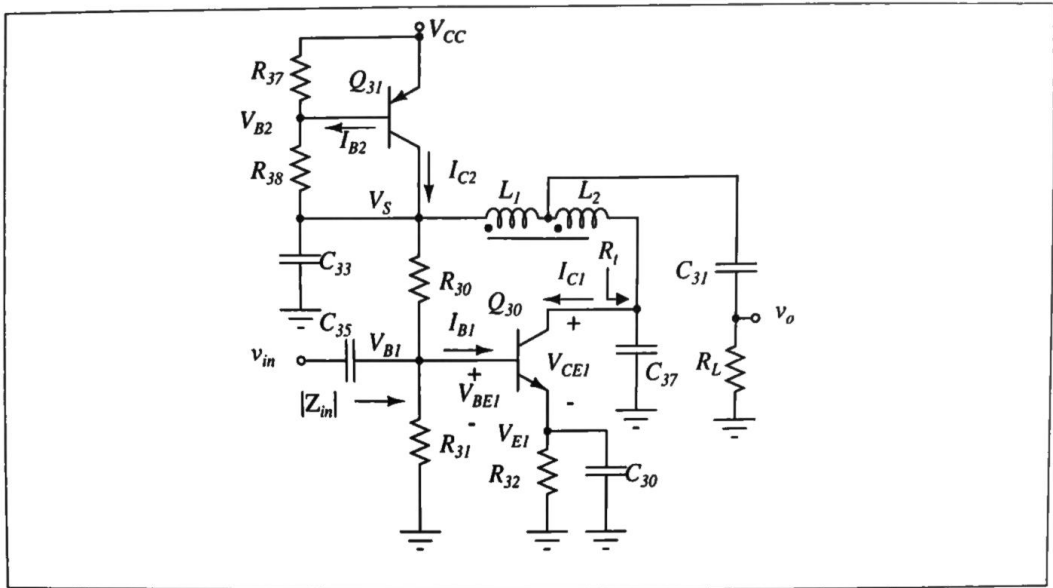 V_CC
R_37
Q_31
V_B2
I_B2
R_38
I_C2
V_S
L_1 L_2
C_33
R_30
R_t
I_C1
C_31
Q_30
v_o
C_35
V_B1
I_B1
+
v_in
+
V_CE1
C_37
R_L
|Z_in|
V_BE1
-
-
R_31
V_E1
R_32
C_30